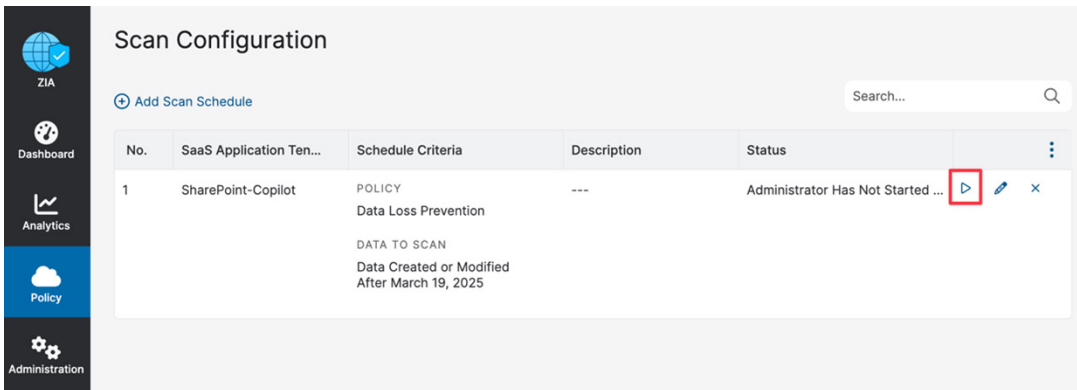 Scan Configuration
ZIA
Add Scan Schedule
Search...
Dashboard
No.
SaaS Application Ten...
Schedule Criteria
Description
Status
1
SharePoint-Copilot
POLICY
---
Administrator Has Not Started ...
Data Loss Prevention
Analytics
DATA TO SCAN
Data Created or Modified
After March 19, 2025
Policy
Administration